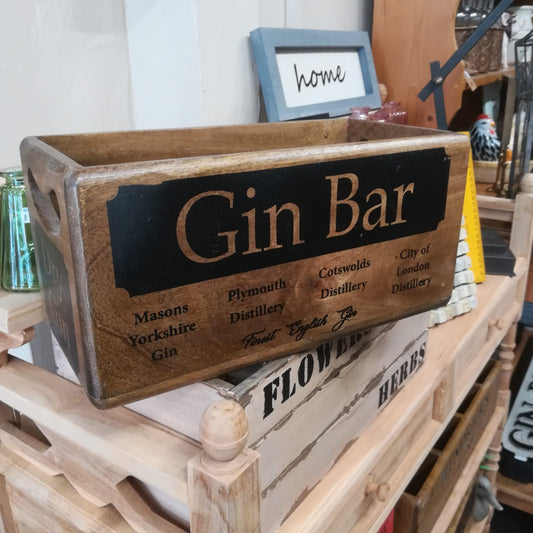 home
Gin Bar
Masons
Yorkshire
Gin
Plymouth
Distillery
Cotswolds
Distillery
City of
London
Distillery
Finest English Gin
FLOWERS
HERBS